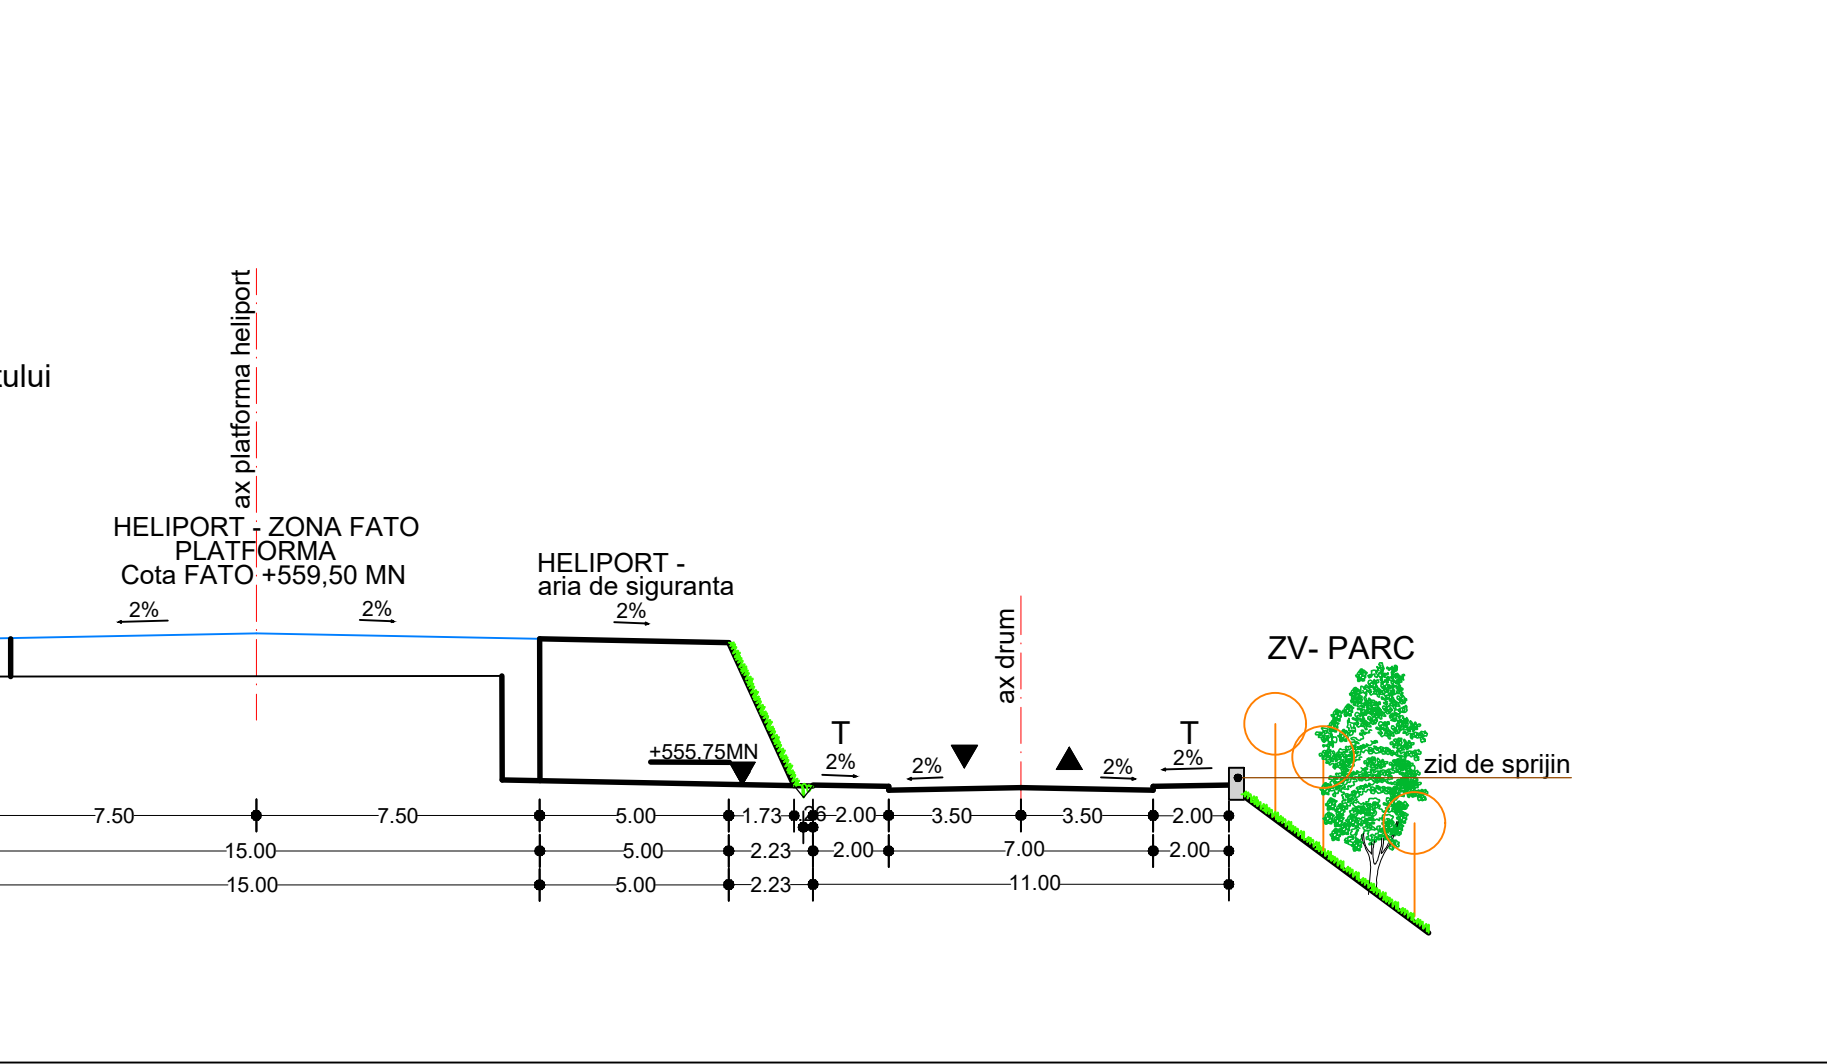 ax platforma heliport
tului
HELIPORT - ZONA FATO
PLATFORMA
Cota FATO +559,50 MN
2%
2%
HELIPORT -
aria de siguranta
2%
ax drum
ZV- PARC
+555.75MN
T
2%
2%
2%
T
2%
zid de sprijin
7.50 7.50 5.00 1.73 2.00 3.50 3.50 2.00
15.00 5.00 2.23 2.00 7.00 2.00
15.00 5.00 2.23 11.00